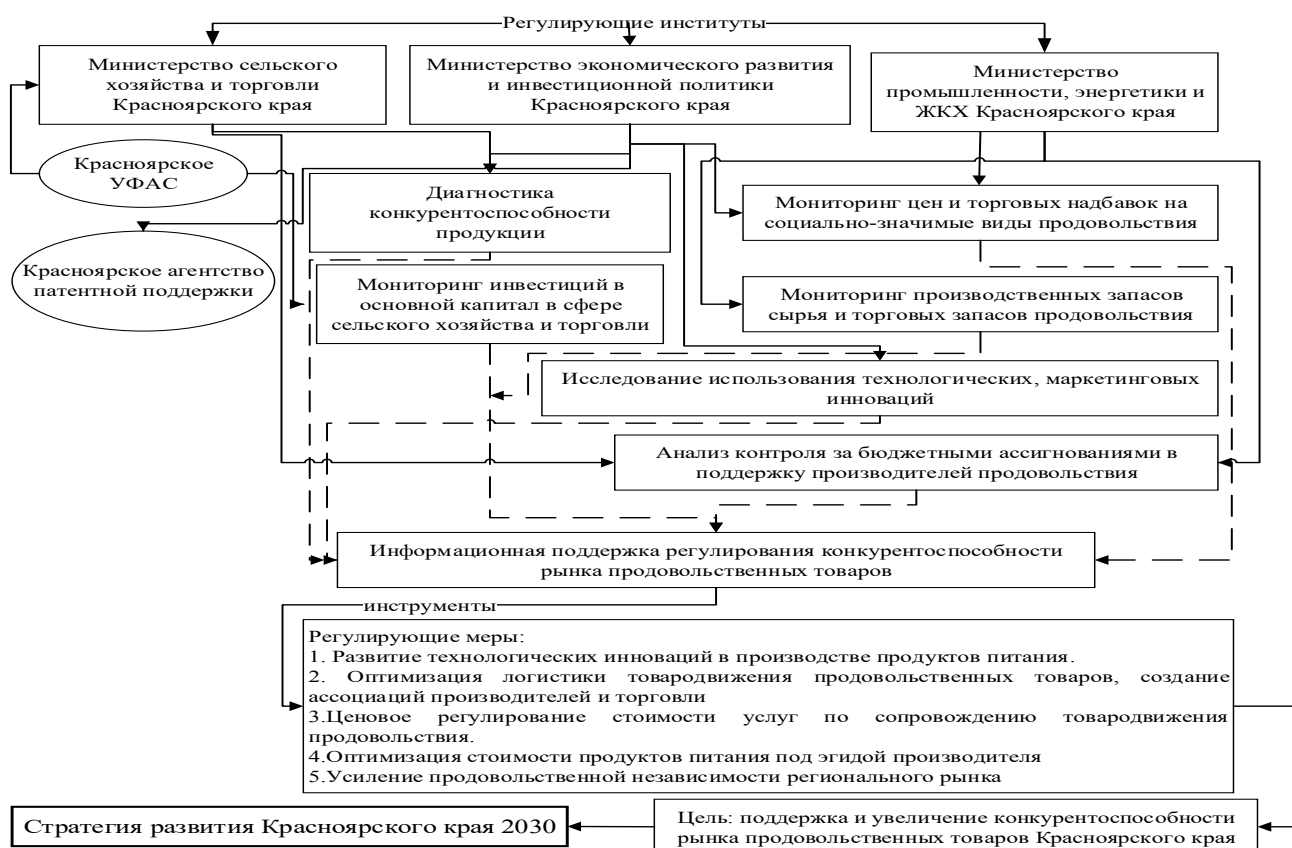 Регулирующие институты
Министерство сельского
хозяйства и торговли
Красноярского края
Министерство экономического развития
и инвестиционной политики
Красноярского края
Министерство
промышленности, энергетики и
ЖКХ Красноярского края
Красноярское
УФАС
Диагностика
конкурентоспособности
продукции
Мониторинг цен и торговых надбавок на
социально-значимые виды продовольствия
Красноярское агентство
патентной поддержки
Мониторинг инвестиций в
основной капитал в сфере
сельского хозяйства и торговли
Мониторинг производственных запасов
сырья и торговых запасов продовольствия
Исследование использования технологических, маркетинговых
инноваций
Анализ контроля за бюджетными ассигнованиями в
поддержку производителей продовольствия
Информационная поддержка регулирования конкурентоспособности
рынка продовольственных товаров
инструменты
Регулирующие меры:
1. Развитие технологических инноваций в производстве продуктов питания.
2. Оптимизация логистики товародвижения продовольственных товаров, создание
ассоциаций производителей и торговли
3.Ценовое регулирование стоимости услуг по сопровождению товародвижения
продовольствия.
4.Оптимизация стоимости продуктов питания под эгидой производителя
5.Усиление продовольственной независимости регионального рынка
Стратегия развития Красноярского края 2030
Цель: поддержка и увеличение конкурентоспособности
рынка продовольственных товаров Красноярского края